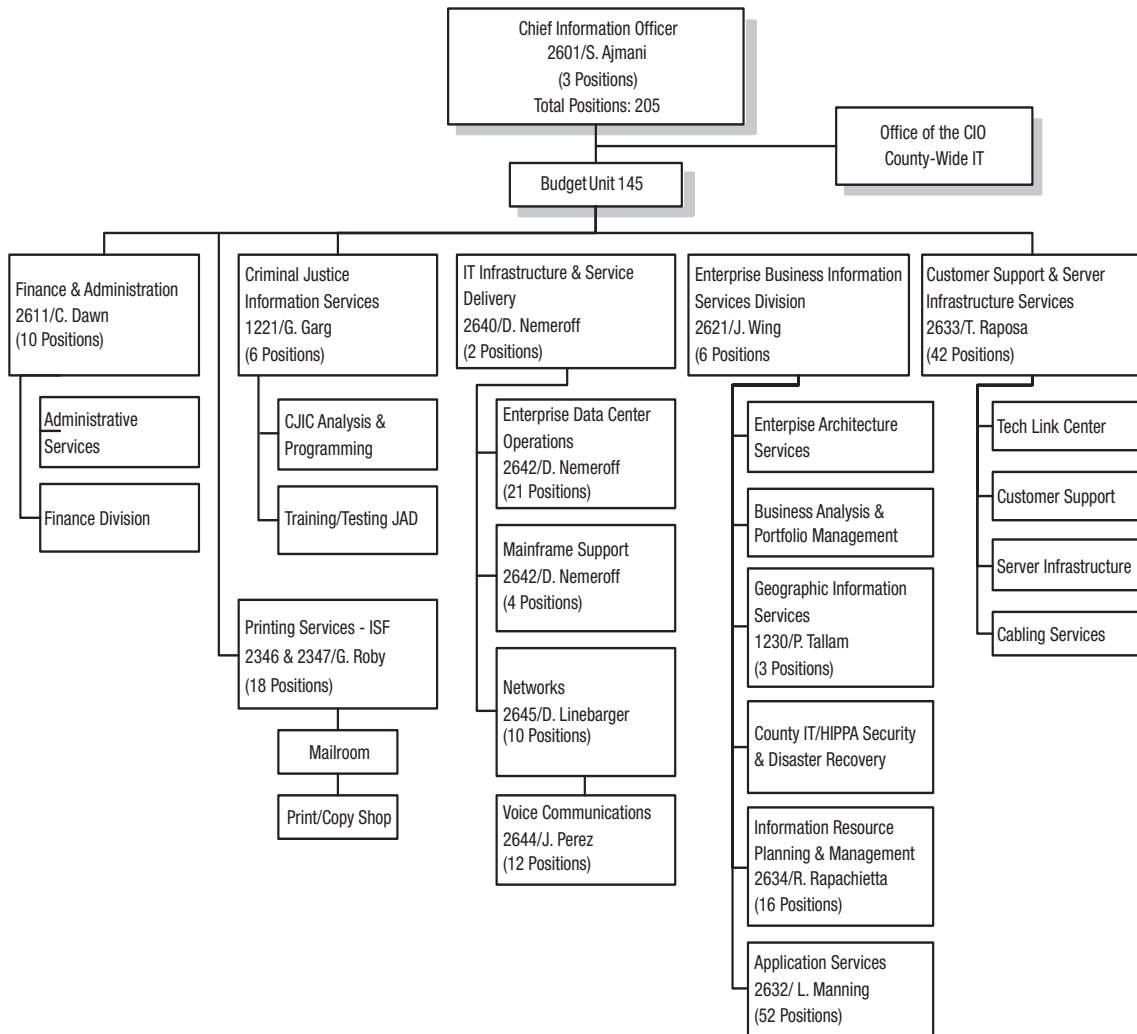 Chief Information Officer
2601/S. Ajmani
(3 Positions)
Total Positions: 205
Office of the CIO
County-Wide IT
Budget Unit 145
Finance & Administration
2611/C. Dawn
(10 Positions)
Administrative
Services
Finance Division
Criminal Justice
Information Services
1221/G. Garg
(6 Positions)
CJIC Analysis &
Programming
Training/Testing JAD
Printing Services - ISF
2346 & 2347/G. Roby
(18 Positions)
Mailroom
Print/Copy Shop
IT Infrastructure & Service
Delivery
2640/D. Nemeroff
(2 Positions)
Enterprise Data Center
Operations
2642/D. Nemeroff
(21 Positions)
Mainframe Support
2642/D. Nemeroff
(4 Positions)
Networks
2645/D. Linebarger
(10 Positions)
Voice Communications
2644/J. Perez
(12 Positions)
Enterprise Business Information
Services Division
2621/J. Wing
(6 Positions
Enterpise Architecture
Services
Business Analysis &
Portfolio Management
Geographic Information
Services
1230/P. Tallam
(3 Positions)
County IT/HIPPA Security
& Disaster Recovery
Information Resource
Planning & Management
2634/R. Rapachietta
(16 Positions)
Application Services
2632/ L. Manning
(52 Positions)
Customer Support & Server
Infrastructure Services
2633/T. Raposa
(42 Positions)
Tech Link Center
Customer Support
Server Infrastructure
Cabling Services